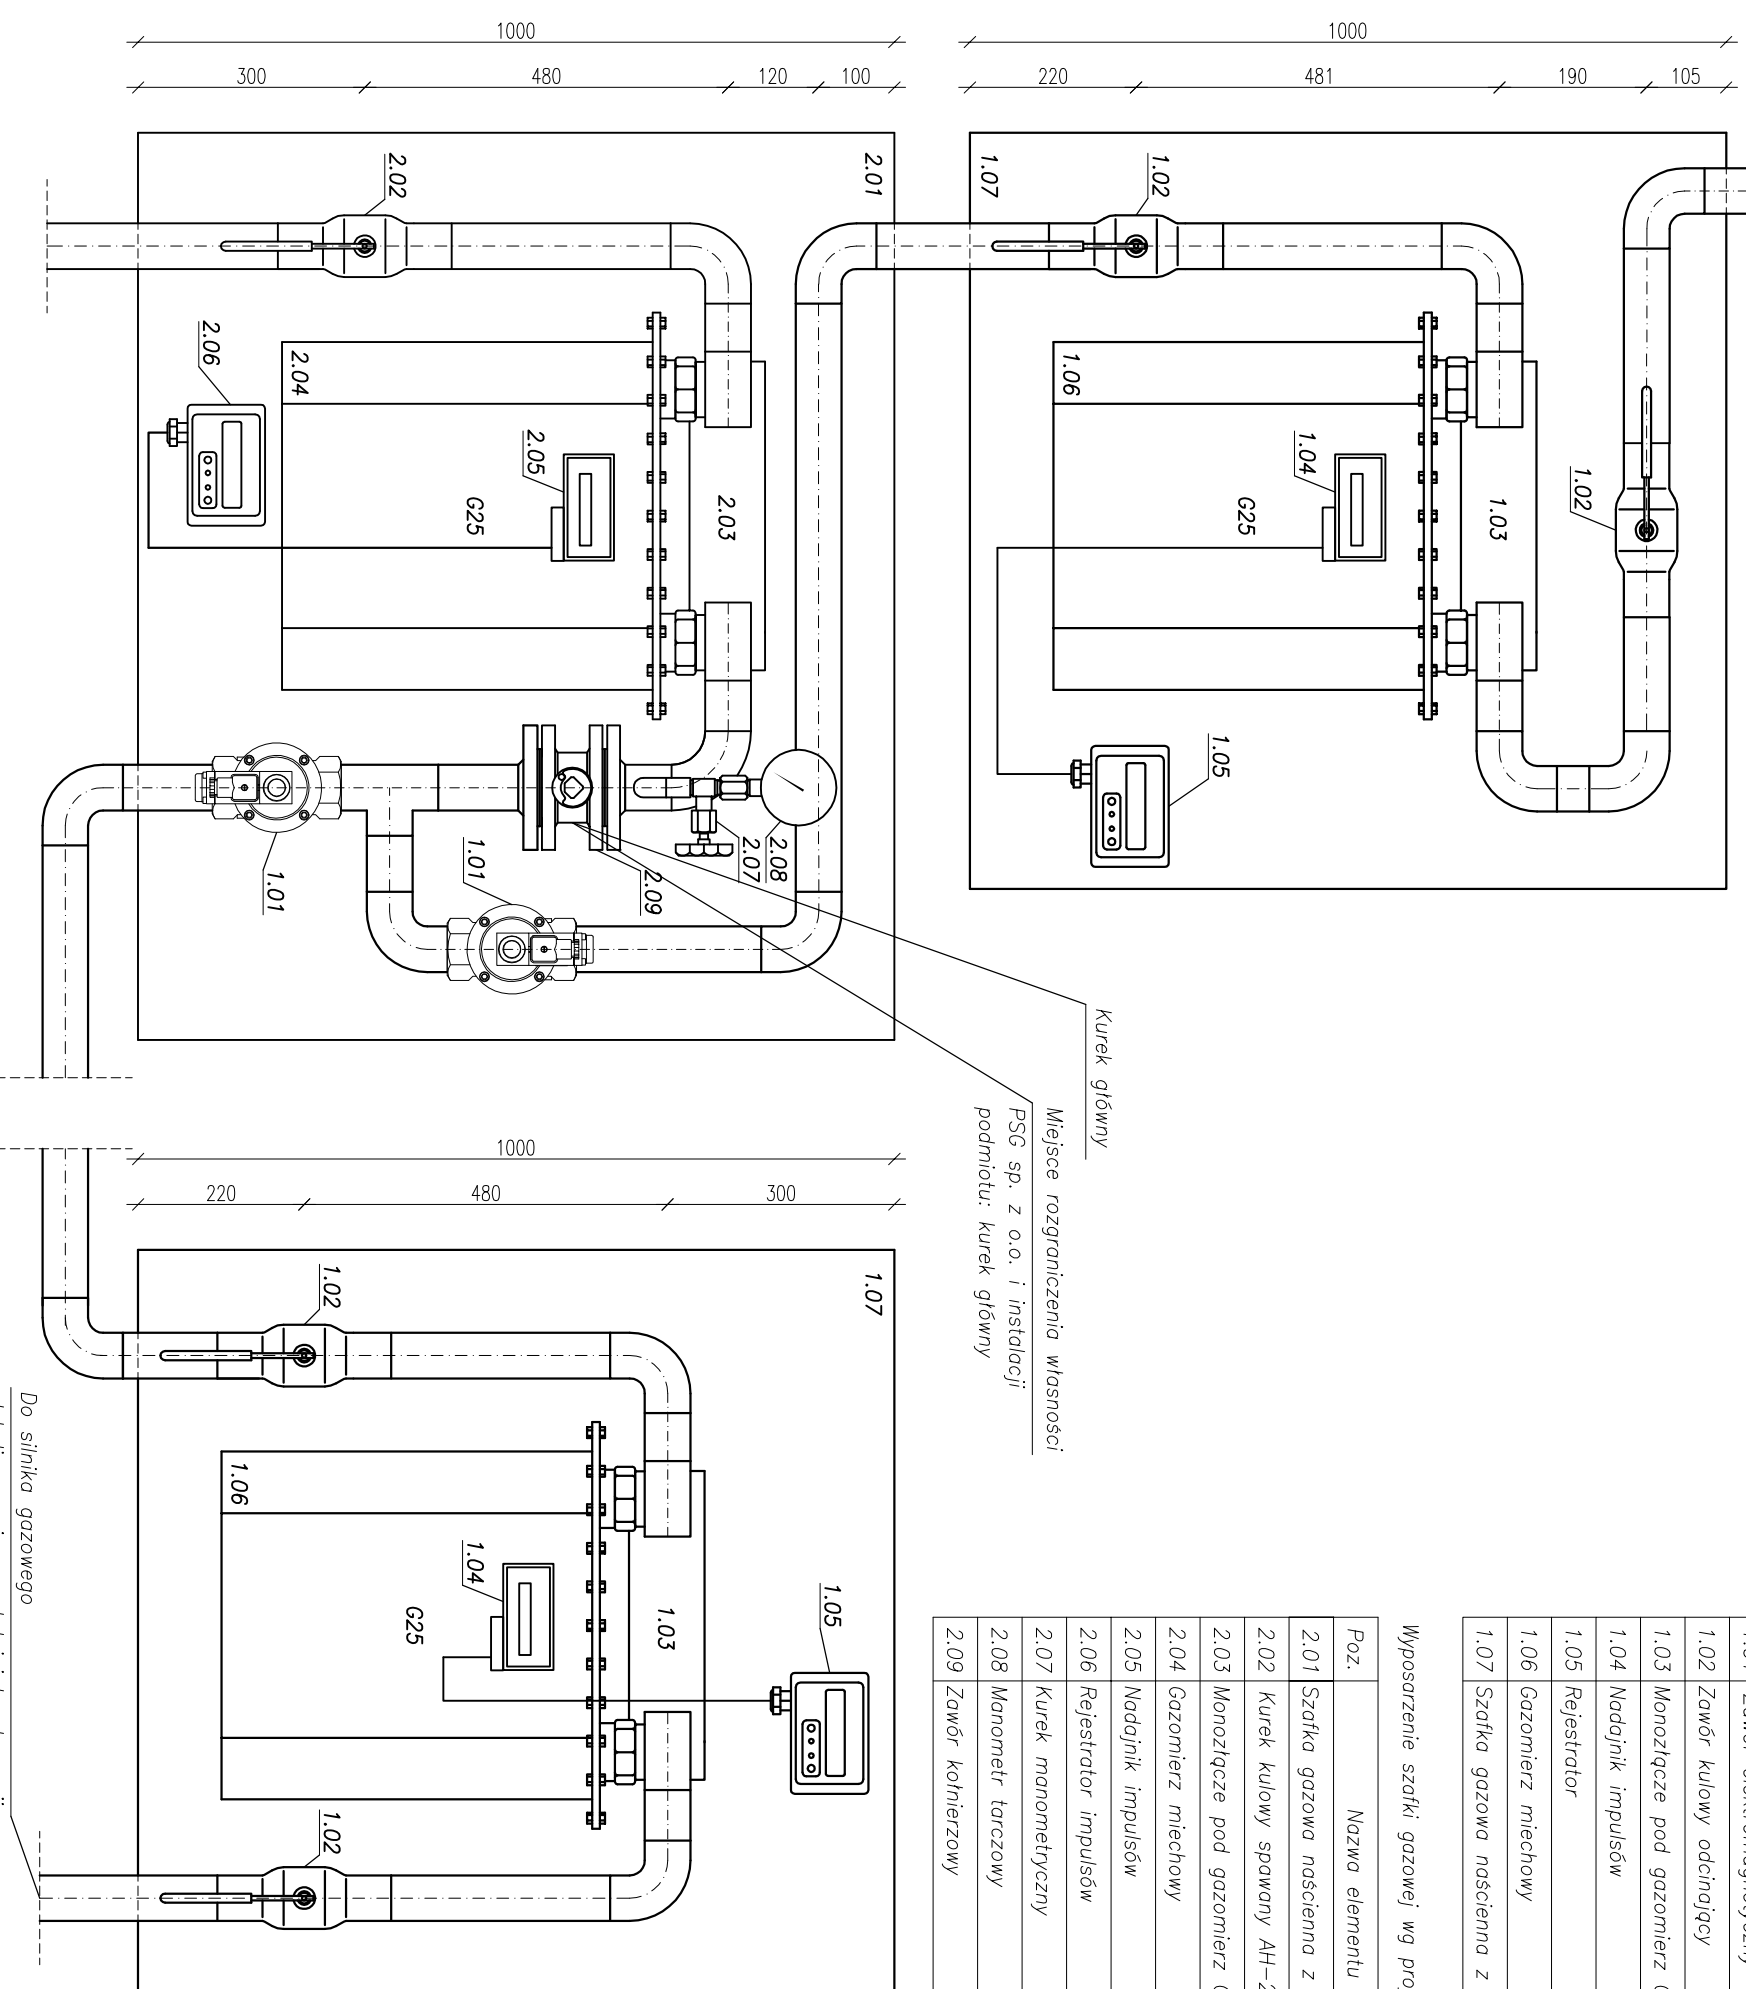 1000
1000
300
480
120
100
220
481
190
105
2.02
2.01
1.07
1.02
2.06
2.04
2.05
G25
2.03
1.06
1.04
G25
1.03
1.02
1.05
2.08
2.07
2.09
1.01
1.01
Kurek główny
Miejsce rozgraniczenia własności
PSG sp. z o.o. i instalacji
podmiotu: kurek główny
1000
220
480
300
1.07
1.02
1.06
1.04
G25
1.03
1.05
1.02
Do silnika gazowego
1.02 Zawór kulowy odcinający
1.03 Monozłącze pod gazomierz
1.04 Nadajnik impulsów
1.05 Rejestrator
1.06 Gazomierz miechowy
1.07 Szafka gazowa naścienna z
Wyposarzenie szafki gazowej wg
Poz. Nazwa elementu
2.01 Szafka gazowa naścienna z
2.02 Kurek kulowy spawany
2.03 Monozłącze pod gazomierz
2.04 Gazomierz miechowy
2.05 Nadajnik impulsów
2.06 Rejestrator impulsów
2.07 Kurek manometryczny
2.08 Manometr tarczowy
2.09 Zawór kołnierzowy